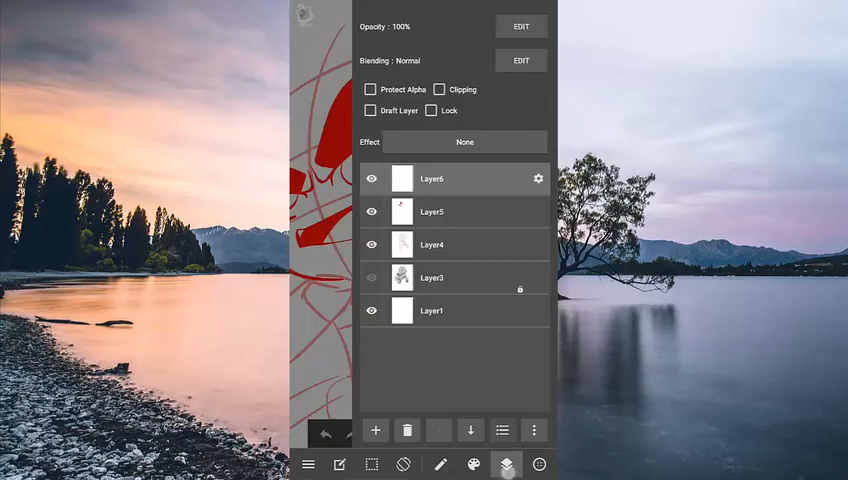 Opacity : 100%
EDIT
Blending : Normal
EDIT
Protect Alpha
Clipping
Draft Layer
Lock
Effect
None
Layer6
Layer5
Layer4
Layer3
Layer1